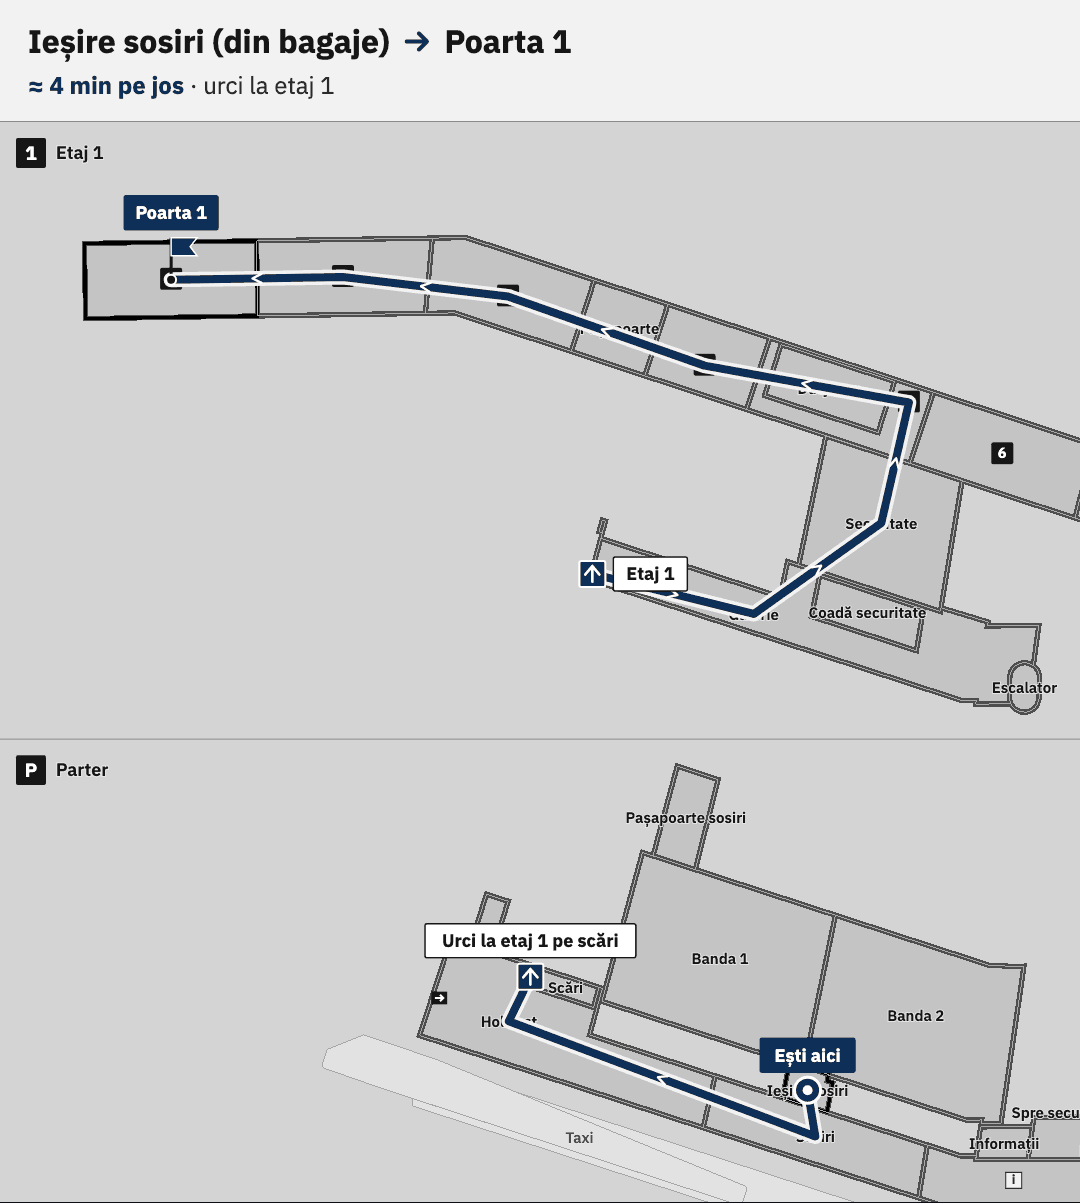 Ieșire sosiri (din bagaje) → Poarta 1
≈ 4 min pe jos · urci la etaj 1
1 Etaj 1
Poarta 1
6
Etaj 1
Coadă securitate
Escalator
P Parter
Pașapoarte sosiri
Urci la etaj 1 pe scări
Banda 1
Scări
Banda 2
Ești aici
Spre secu
Taxi
Informații
i